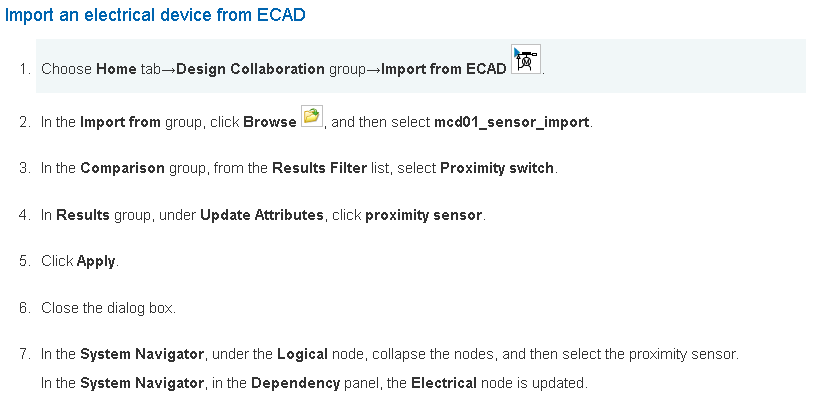 Import an electrical device from ECAD
1. Choose Home tab→Design Collaboration group→Import from ECAD .
2. In the Import from group, click Browse , and then select mcd01_sensor_import.
3. In the Comparison group, from the Results Filter list, select Proximity switch.
4. In Results group, under Update Attributes, click proximity sensor.
5. Click Apply.
6. Close the dialog box.
7. In the System Navigator, under the Logical node, collapse the nodes, and then select the proximity sensor.
In the System Navigator, in the Dependency panel, the Electrical node is updated.